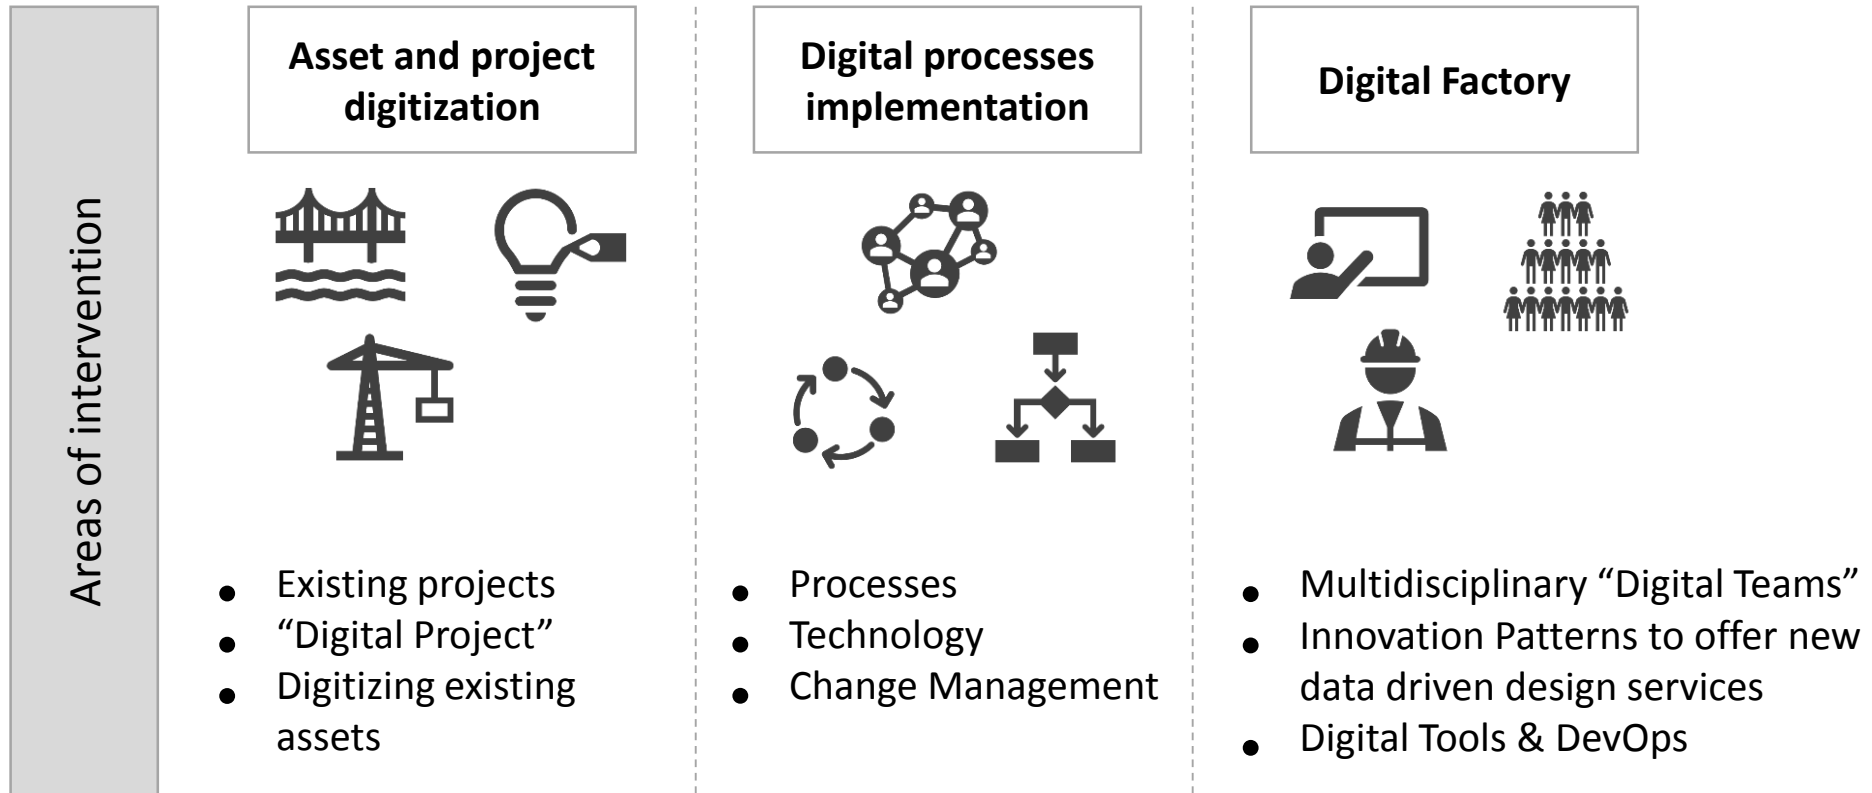 Areas of intervention
Asset and project
digitization
● Existing projects
● “Digital Project”
● Digitizing existing
assets
Digital processes
implementation
● Processes
● Technology
● Change Management
Digital Factory
● Multidisciplinary “Digital Teams”
● Innovation Patterns to offer new
data driven design services
● Digital Tools & DevOps